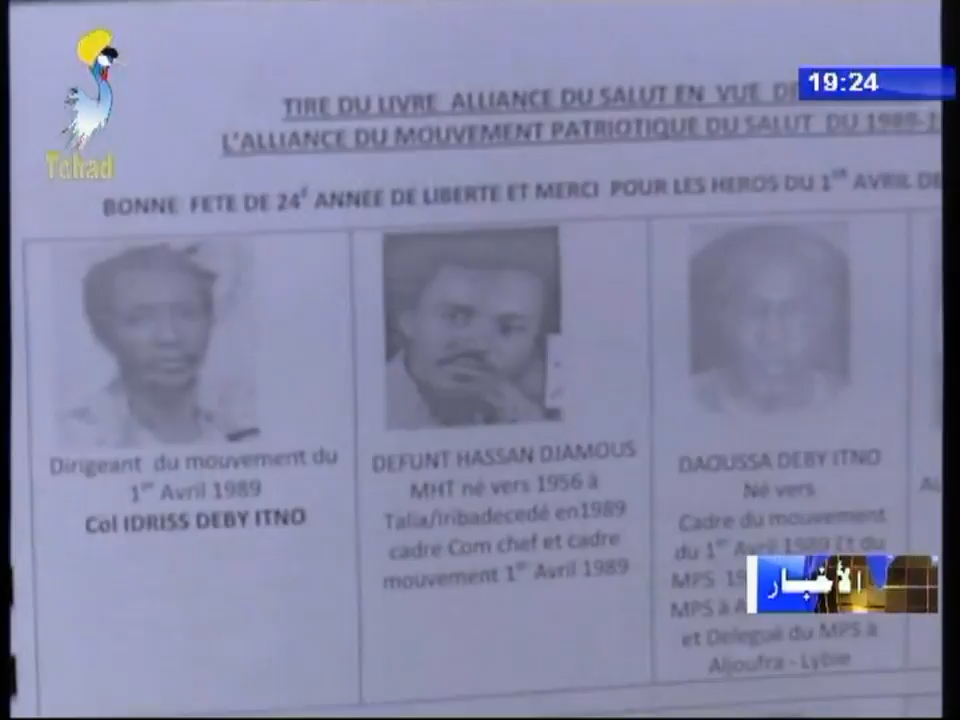 Tchad
19:24
TIRE DU LIVRE ALLIANCE DU SALUT EN VUE DE
L'ALLIANCE DU MOUVEMENT PATRIOTIQUE DU SALUT DU 1989-1
BONNE FETE DE 24e ANNEE DE LIBERTE ET MERCI POUR LES HEROS DU 1er AVRIL DE
Dirigeant du mouvement du
1er Avril 1989
Col IDRISS DEBY ITNO
DEFUNT HASSAN DJAMOUS
MHT né vers 1956 à
Talia/Iribadecedé en1989
cadre Com chef et cadre
mouvement 1er Avril 1989
DAOUSSA DEBY ITNO
Né vers
Cadre du mouvement
du 1er Avril 1989 Et du
MPS 19
MPS à A
et Delegué du MPS à
Aljoufra - Lybie
الأخبار